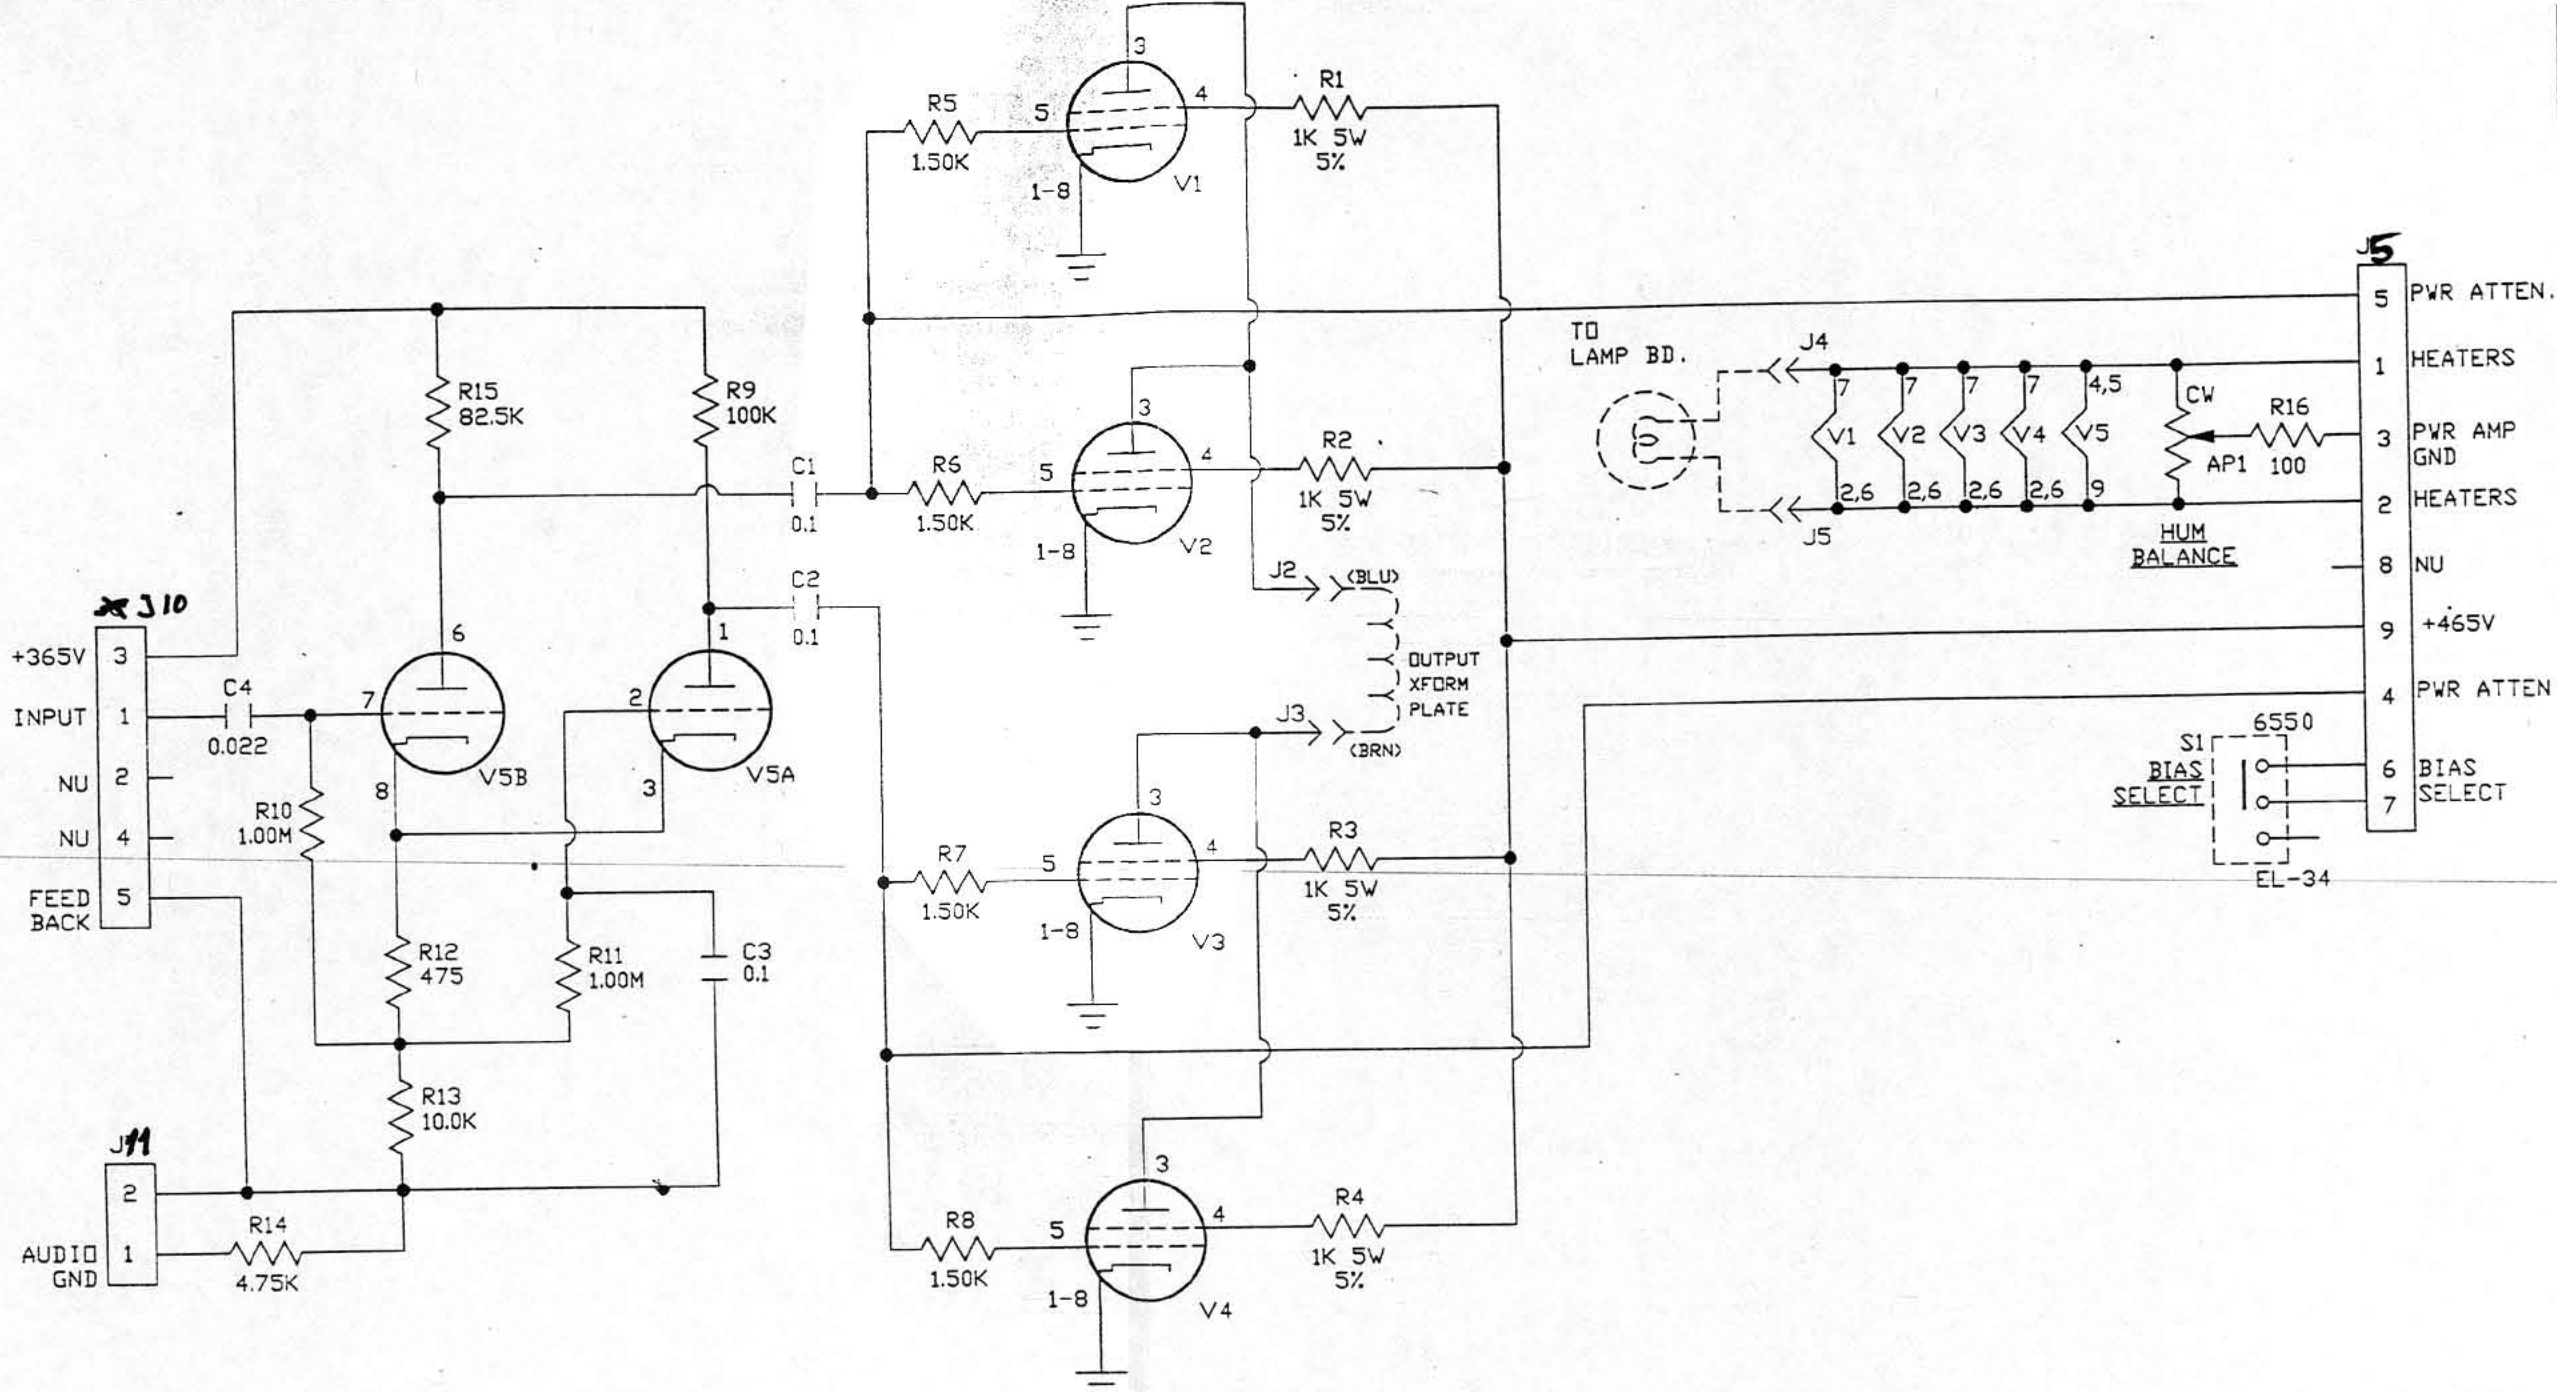 3
5
4
R1
1K 5W
5%
R5
1.50K
1-8
V1
J5
5
PWR ATTEN.
1
HEATERS
3
PWR AMP
GND
2
HEATERS
8
NU
9
+465V
4
PWR ATTEN
6
BIAS
7
SELECT
TO
LAMP BD.
J4
7
7
7
7
4,5
CW
R16
100
AP1
V1
V2
V3
V4
V5
2,6
2,6
2,6
2,6
9
J5
HUM
BALANCE
R15
82.5K
R9
100K
C1
0.1
R6
1.50K
3
5
4
R2
1K 5W
5%
1-8
V2
C2
0.1
J2
(BLU)
OUTPUT
XFORM
PLATE
J3
(BRN)
6550
S1
BIAS
SELECT
EL-34
J10
+365V
3
INPUT
1
NU
2
NU
4
FEED
BACK
5
C4
0.022
6
7
8
V5B
1
2
3
V5A
R10
1.00M
R12
475
R11
1.00M
C3
0.1
R13
10.0K
R7
1.50K
3
5
4
R3
1K 5W
5%
1-8
V3
J11
2
AUDIO
GND
1
R14
4.75K
R8
1.50K
3
5
4
R4
1K 5W
5%
1-8
V4